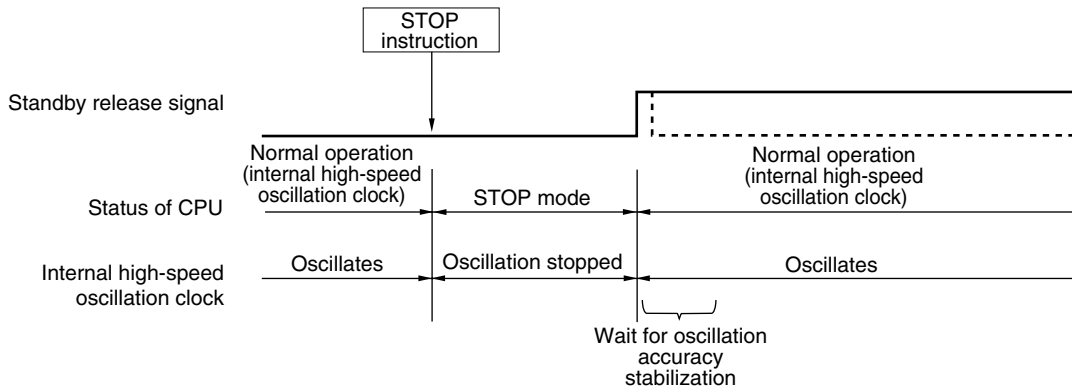 STOP
instruction
Standby release signal
Normal operation
(internal high-speed
oscillation clock)
Normal operation
(internal high-speed
oscillation clock)
Status of CPU
STOP mode
Internal high-speed
oscillation clock
Oscillates
Oscillation stopped
Oscillates
Wait for oscillation
accuracy
stabilization